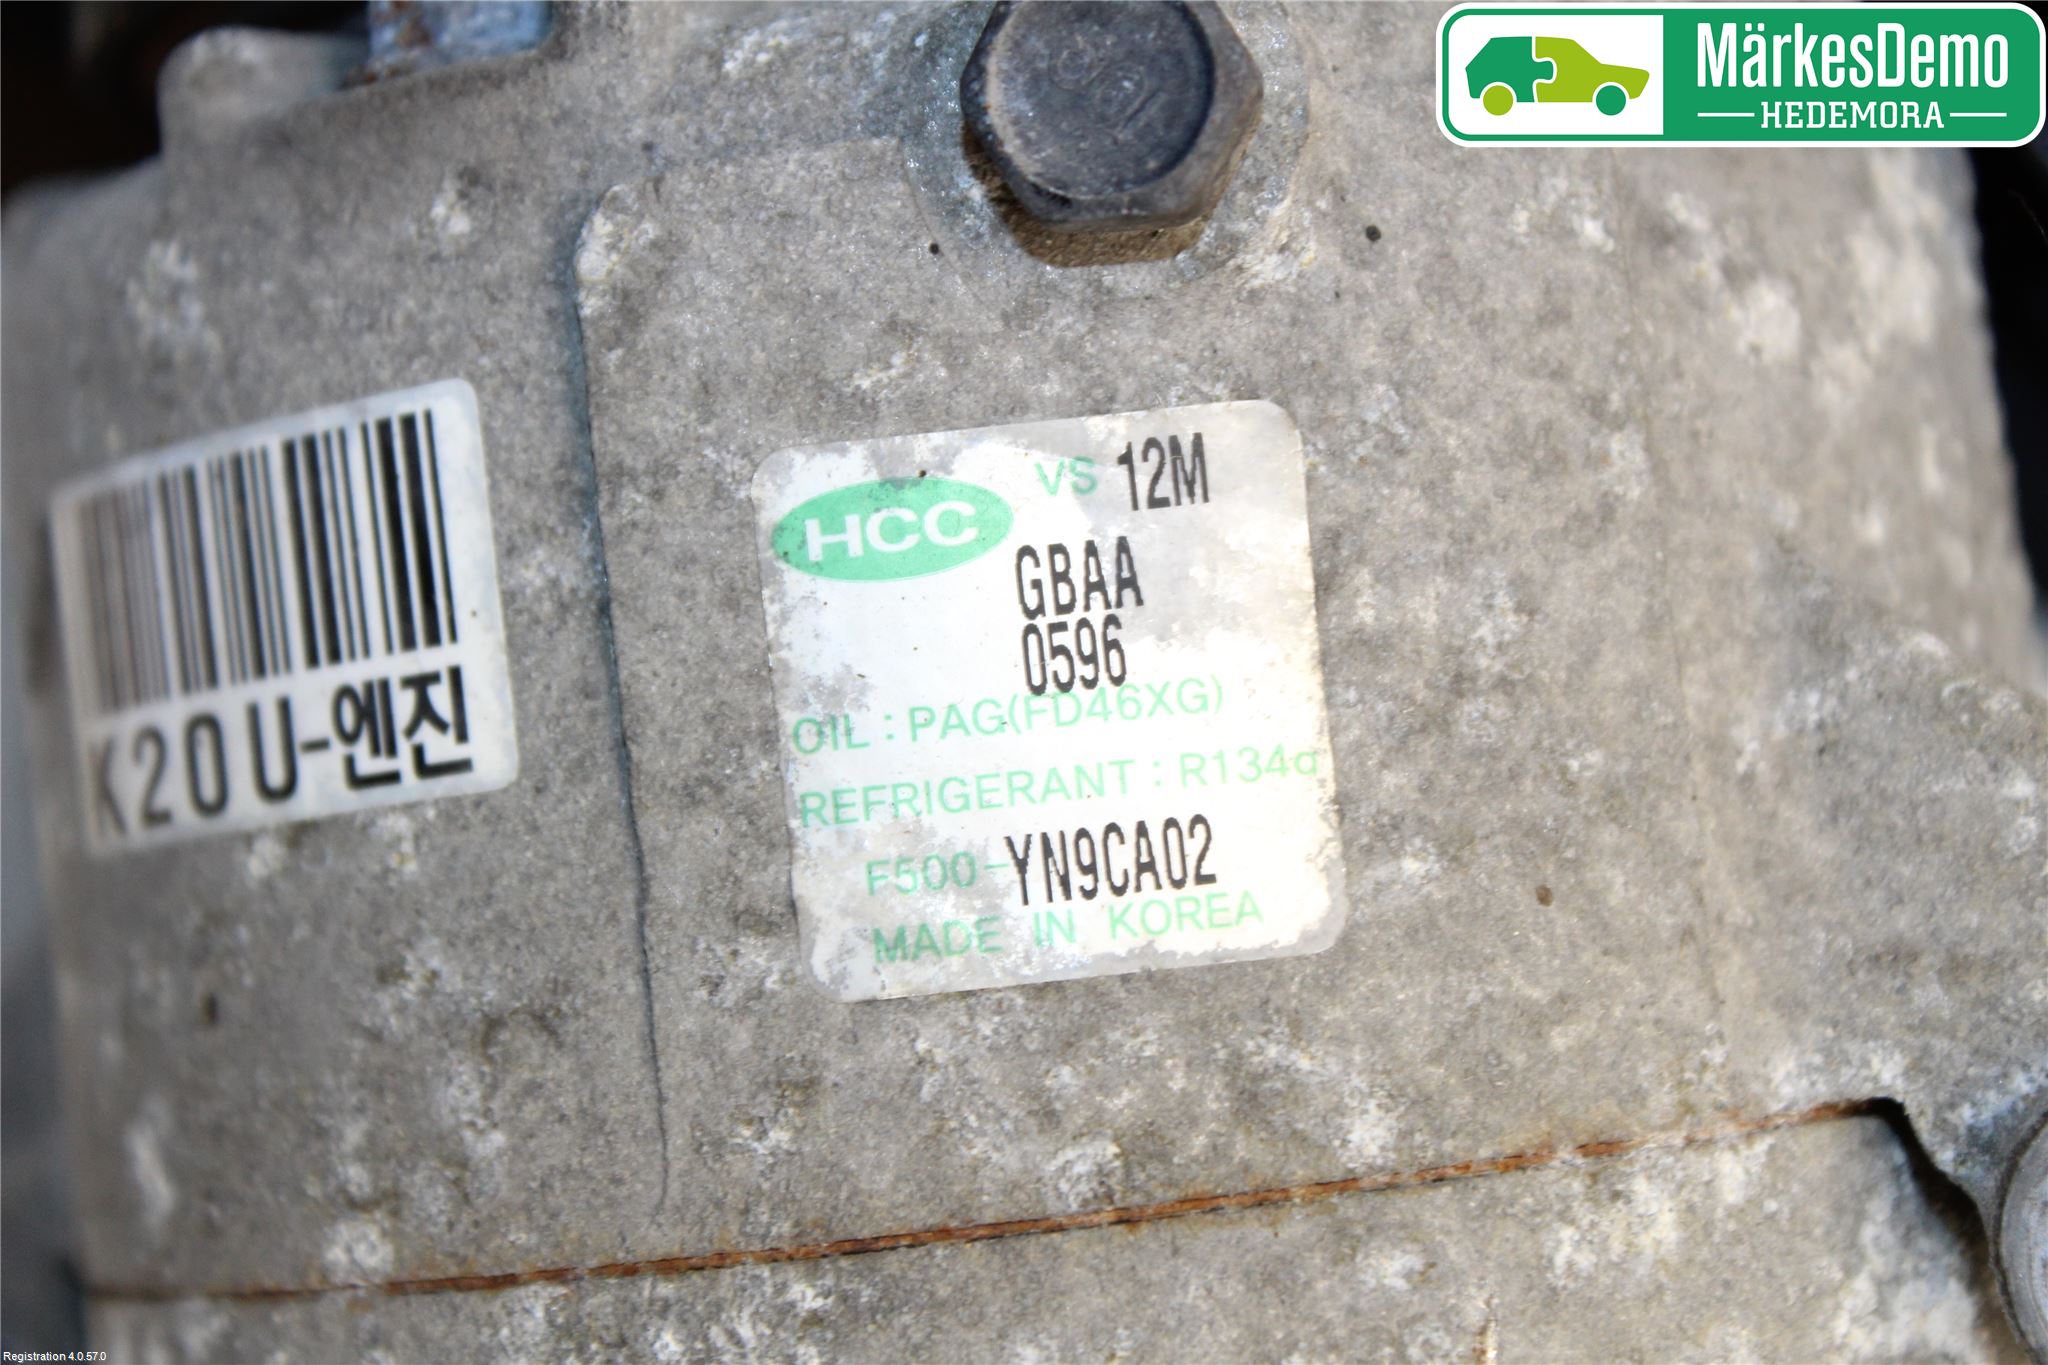 MärkesDemo
HEDEMORA
VS 12M
HCC
GBAA
0596
OIL : PAG(FD46XG)
REFRIGERANT : R134a
F500-YN9CA02
MADE IN KOREA
K20U-엔진
Registration 4.0.57.0